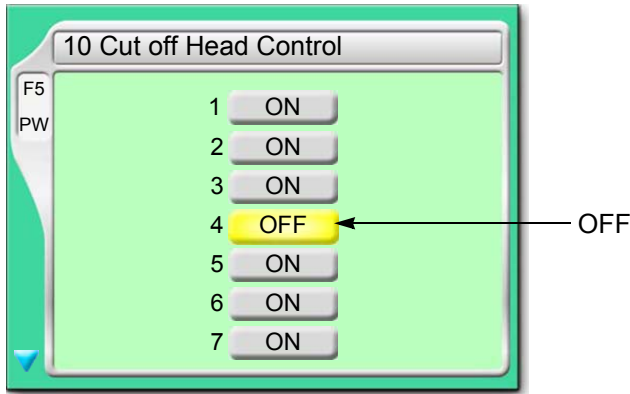 10 Cut off Head Control
F5
PW
1 ON
2 ON
3 ON
4 OFF
OFF
5 ON
6 ON
7 ON